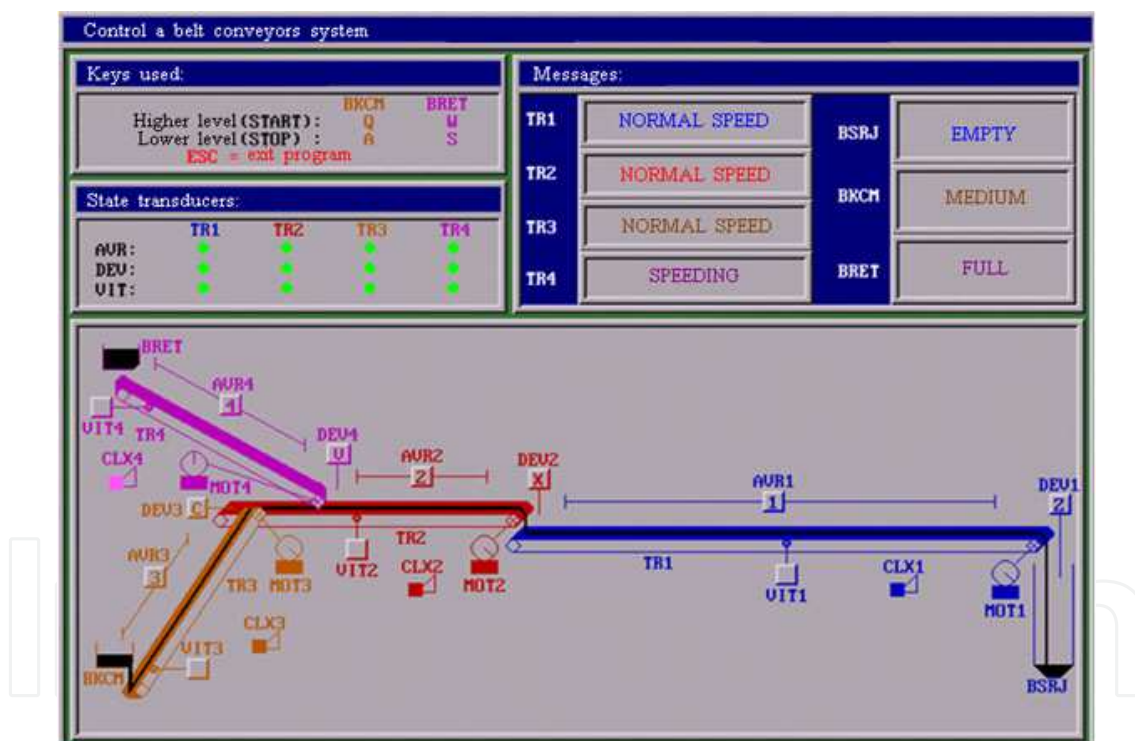 Control a belt conveyors system
Keys used:
BKCM BRET
Higher level(START): Q W
Lower level(STOP) : A S
ESC = exit program
State transducers:
TR1 TR2 TR3 TR4
AVR:
DEV:
VIT:
Messages:
TR1 NORMAL SPEED
TR2 NORMAL SPEED
TR3 NORMAL SPEED
TR4 SPEEDING
BSRJ EMPTY
BKCM MEDIUM
BRET FULL
BRET
AVR4
4
VIT4 TR4
DEV4
V
CLX4
MOT4
AVR2
2
DEV2
X
AVR1
1
DEV1
Z
DEV3 C
TR2
VIT2
CLX2
MOT2
TR1
VIT1
CLX1
MOT1
AVR3
3
TR3 MOT3
CLX3
VIT3
BKCM
BSRJ